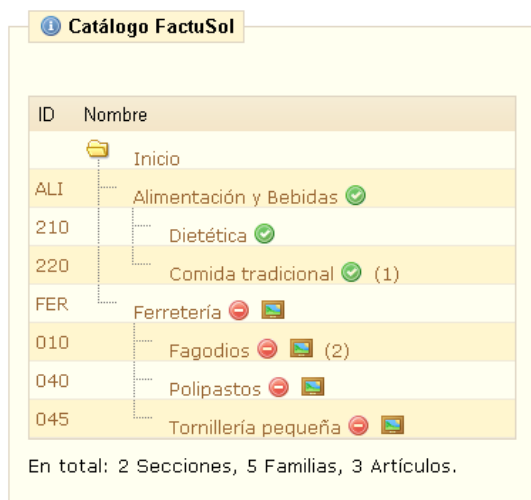 Catálogo FactuSol
ID Nombre
Inicio
ALI Alimentación y Bebidas
210 Dietética
220 Comida tradicional (1)
FER Ferretería
010 Fagodios (2)
040 Polipastos
045 Tornillería pequeña
En total: 2 Secciones, 5 Familias, 3 Artículos.